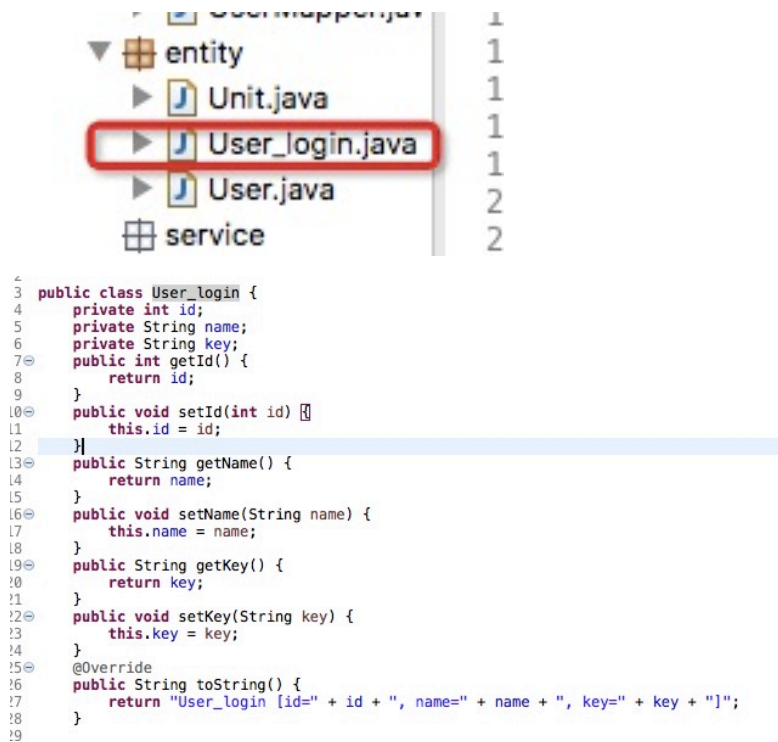 UserMapper.jav
1
entity
1
Unit.java
1
1
User_login.java
1
User.java
2
service
2
2
3 public class User_login {
4 private int id;
5 private String name;
6 private String key;
7 public int getId() {
8 return id;
9 }
10 public void setId(int id) {
11 this.id = id;
12 }
13 public String getName() {
14 return name;
15 }
16 public void setName(String name) {
17 this.name = name;
18 }
19 public String getKey() {
20 return key;
21 }
22 public void setKey(String key) {
23 this.key = key;
24 }
25 @Override
26 public String toString() {
27 return "User_login [id=" + id + ", name=" + name + ", key=" + key + "]";
28 }
29